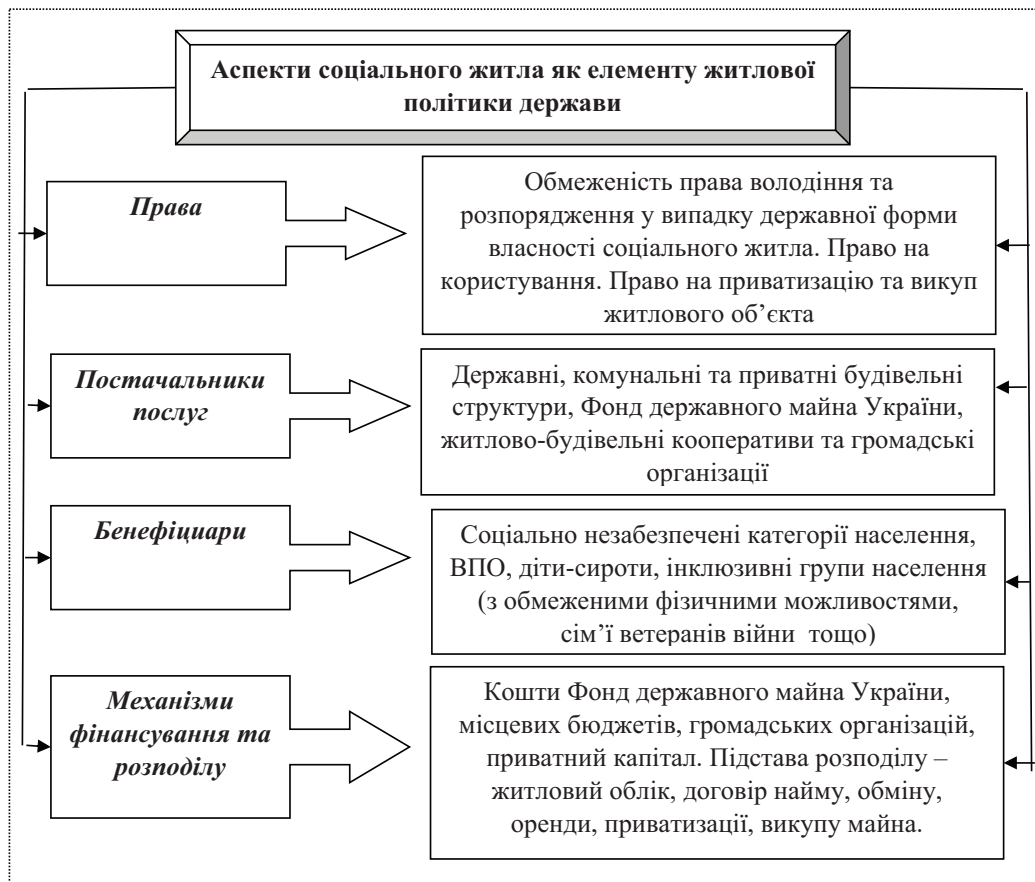 Аспекти соціального житла як елементу житлової
політики держави
Права
Обмеженість права володіння та
розпорядження у випадку державної форми
власності соціального житла. Право на
користування. Право на приватизацію та викуп
житлового об’єкта
Постачальники
послуг
Державні, комунальні та приватні будівельні
структури, Фонд державного майна України,
житлово-будівельні кооперативи та громадські
організації
Бенефіциари
Соціально незабезпечені категорії населення,
ВПО, діти-сироти, інклюзивні групи населення
(з обмеженими фізичними можливостями,
сім’ї ветеранів війни тощо)
Механізми
фінансування та
розподілу
Кошти Фонд державного майна України,
місцевих бюджетів, громадських організацій,
приватний капітал. Підстава розподілу –
житловий облік, договір найму, обміну,
оренди, приватизації, викупу майна.